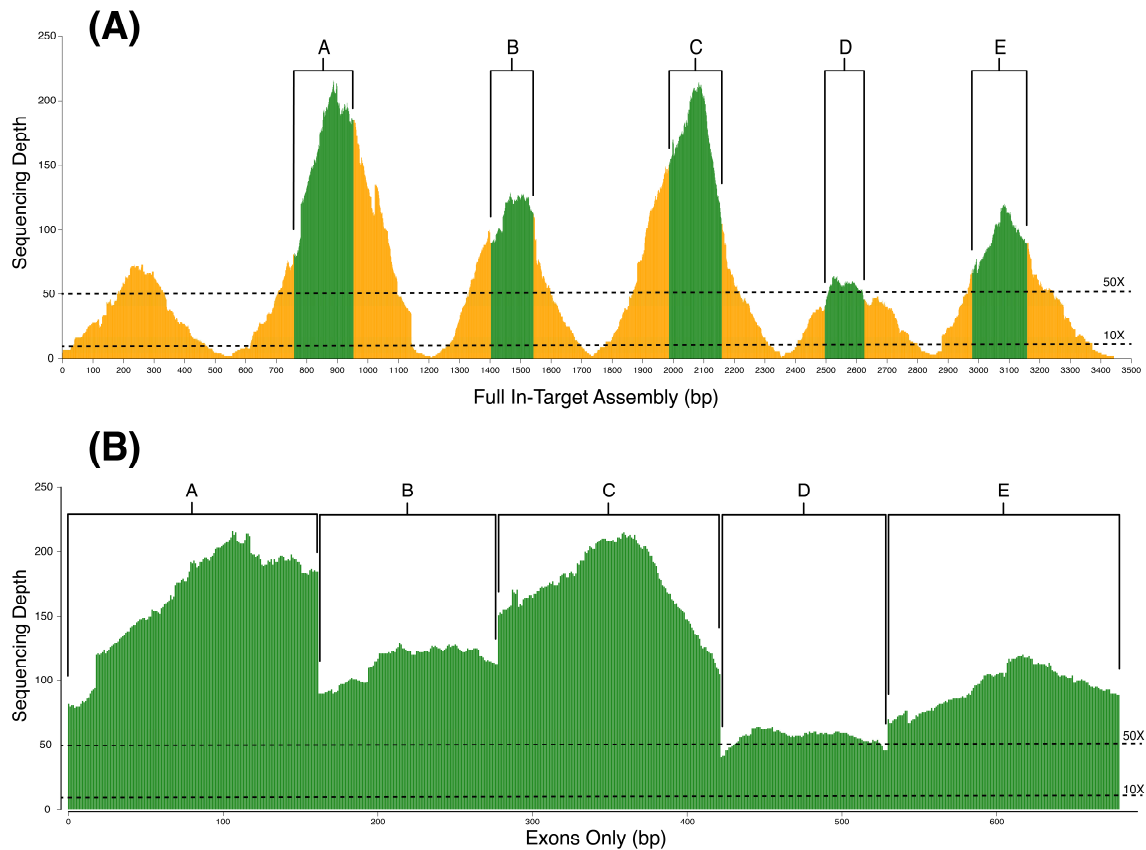 (A)
250
200
150
100
50
0
Sequencing Depth
A
B
C
D
E
50X
10X
0 100 200 300 400 500 600 700 800 900 1000 1100 1200 1300 1400 1500 1600 1700 1800 1900 2000 2100 2200 2300 2400 2500 2600 2700 2800 2900 3000 3100 3200 3300 3400 3500
Full In-Target Assembly (bp)
(B)
250
200
150
100
50
0
Sequencing Depth
A
B
C
D
E
50X
10X
0 100 200 300 400 500 600
Exons Only (bp)